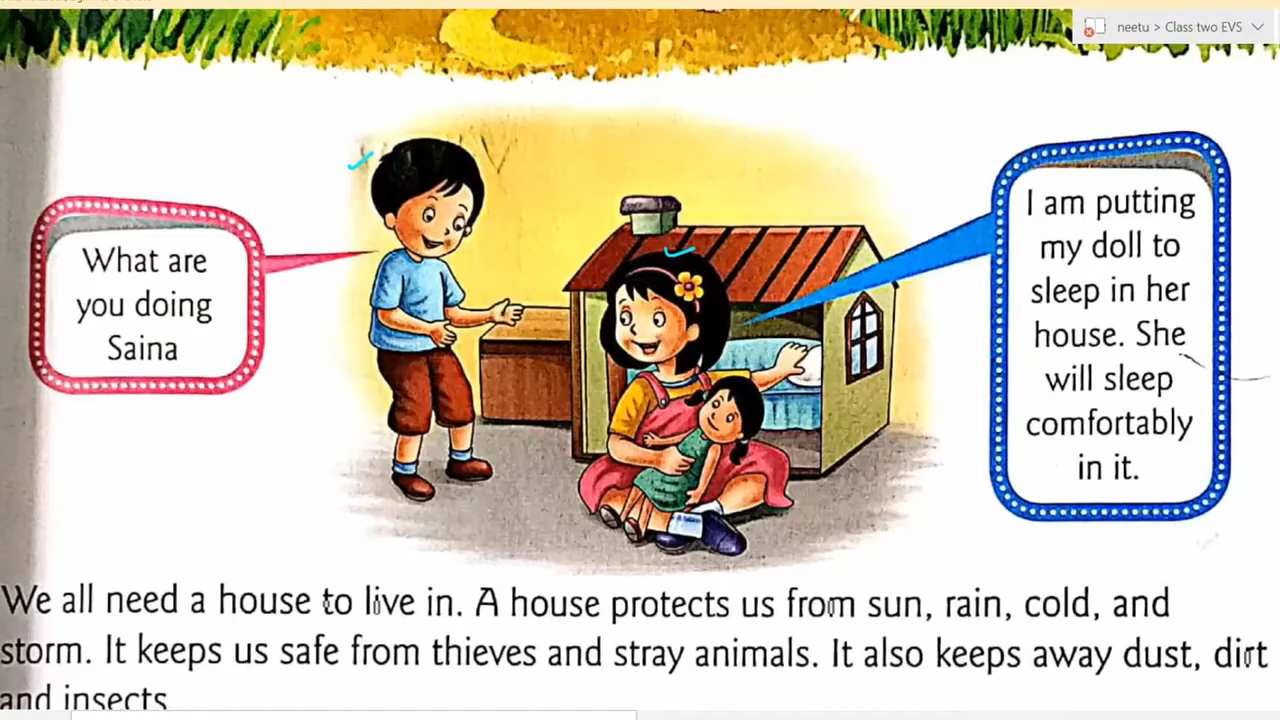 neetu > Class two EVS
What are
you doing
Saina
I am putting
my doll to
sleep in her
house. She
will sleep
comfortably
in it.
We all need a house to live in. A house protects us from sun, rain, cold, and
storm. It keeps us safe from thieves and stray animals. It also keeps away dust, dirt
and insects